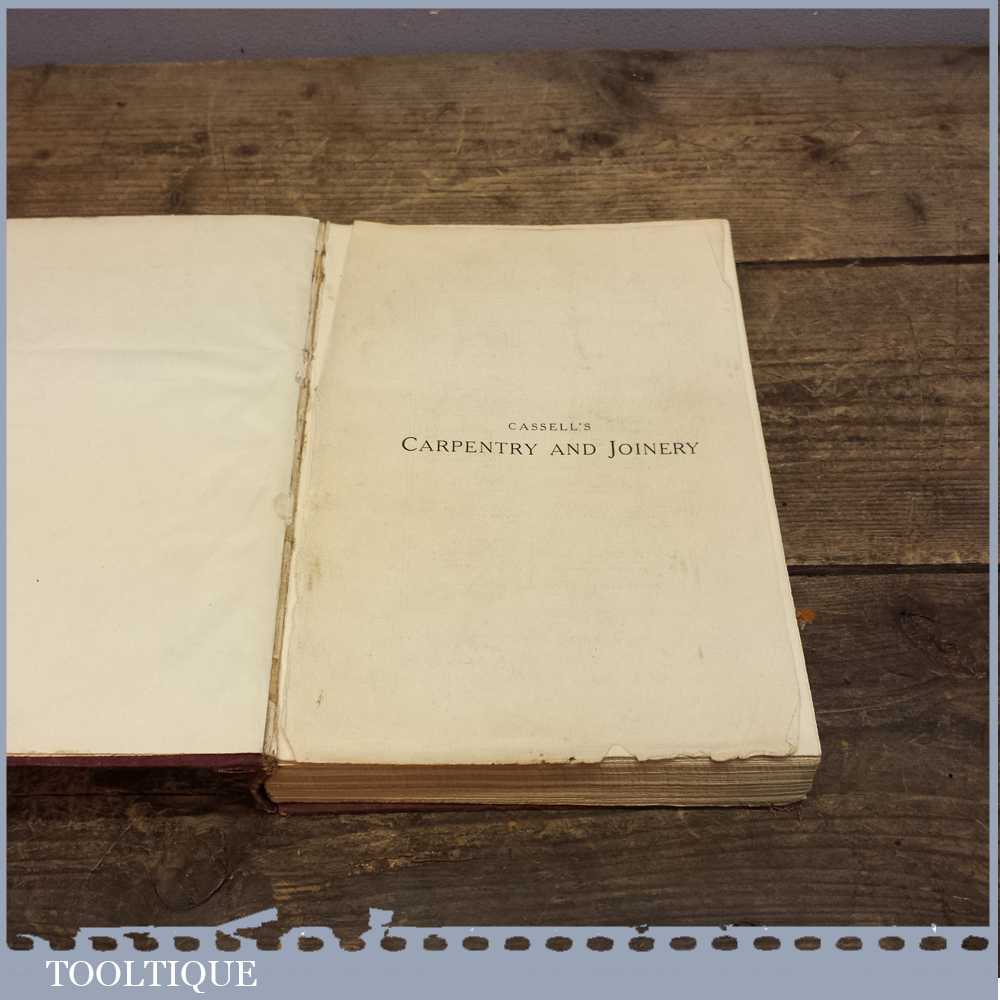 CASSELL'S
CARPENTRY AND JOINERY
TOOLTIQUE